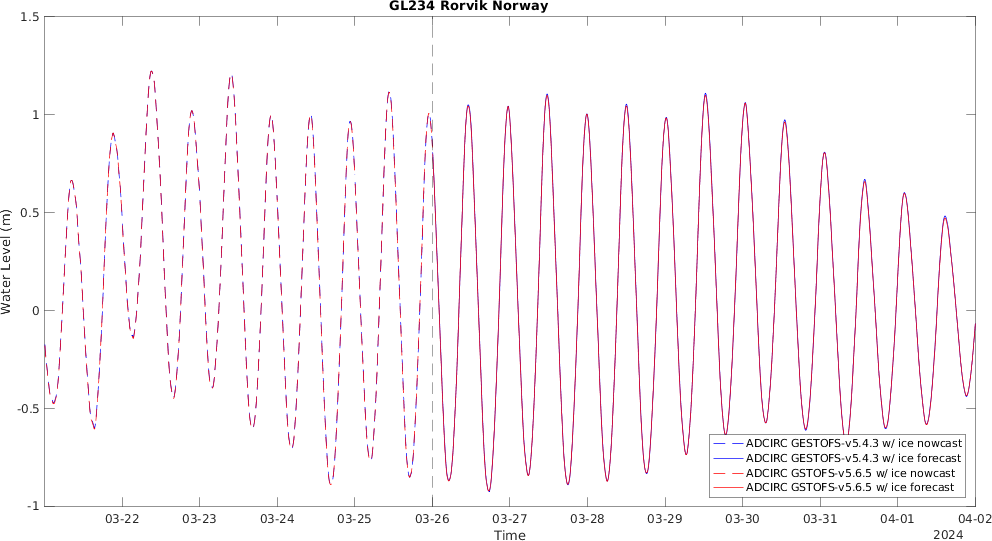 GL234 Rorvik Norway
1.5
1
0.5
0
-0.5
-1
Water Level (m)
03-22 03-23 03-24 03-25 03-26 03-27 03-28 03-29 03-30 03-31 04-01 04-02
Time
2024
ADCIRC GESTOFS-v5.4.3 w/ ice nowcast
ADCIRC GESTOFS-v5.4.3 w/ ice forecast
ADCIRC GSTOFS-v5.6.5 w/ ice nowcast
ADCIRC GSTOFS-v5.6.5 w/ ice forecast